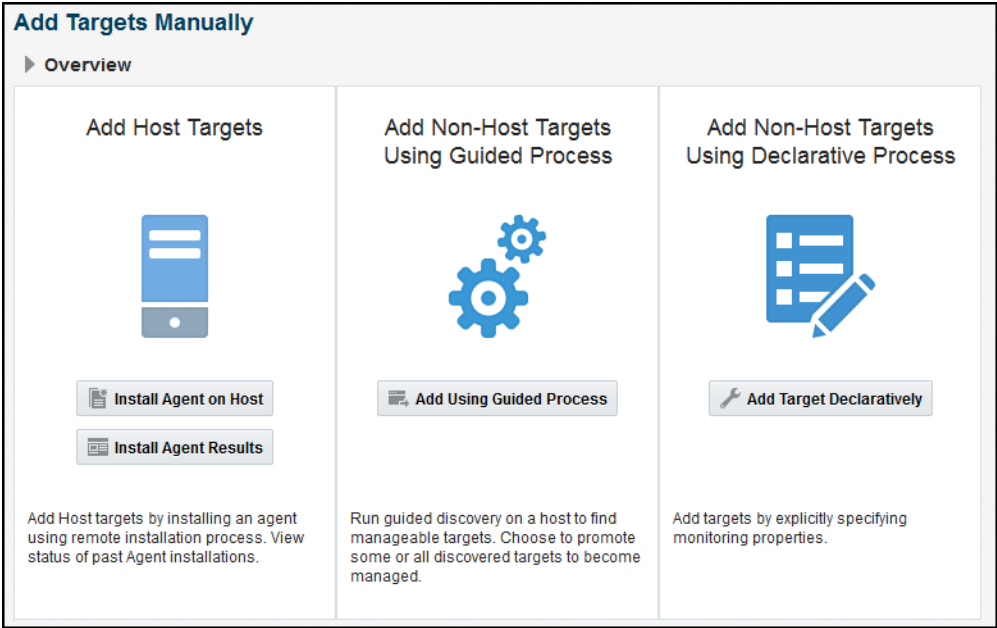 Add Targets Manually
Overview
Add Host Targets
Install Agent on Host
Install Agent Results
Add Host targets by installing an agent
using remote installation process. View
status of past Agent installations.
Add Non-Host Targets
Using Guided Process
Add Using Guided Process
Run guided discovery on a host to find
manageable targets. Choose to promote
some or all discovered targets to become
managed.
Add Non-Host Targets
Using Declarative Process
Add Target Declaratively
Add targets by explicitly specifying
monitoring properties.